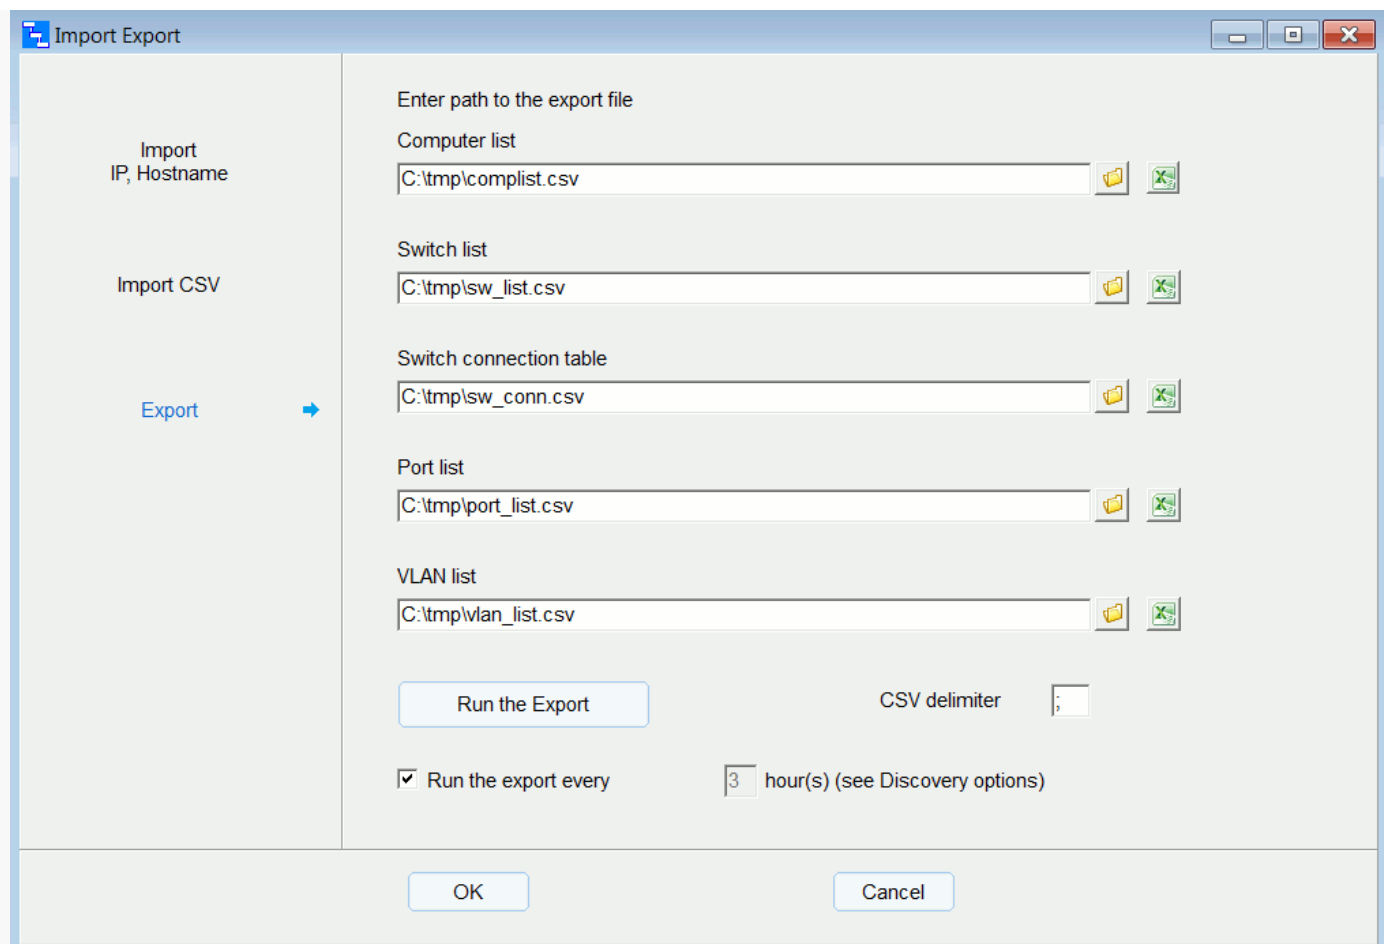 Import Export
Import
IP, Hostname
Import CSV
Export
Enter path to the export file
Computer list
C:\tmp\complist.csv
Switch list
C:\tmp\sw_list.csv
Switch connection table
C:\tmp\sw_conn.csv
Port list
C:\tmp\port_list.csv
VLAN list
C:\tmp\vlan_list.csv
Run the Export
CSV delimiter ;
Run the export every 3 hour(s) (see Discovery options)
OK
Cancel